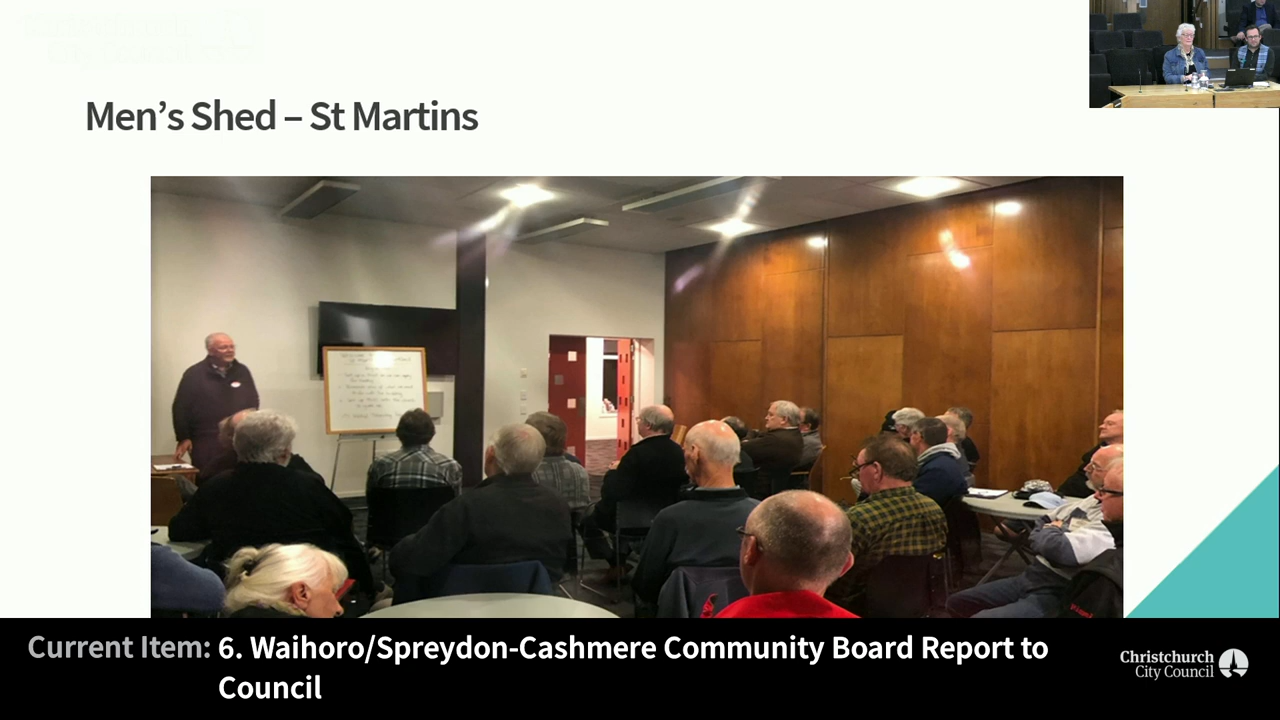 Men's Shed – St Martins
Current Item: 6. Waihoro/Spreydon-Cashmere Community Board Report to
Council
Christchurch
City Council